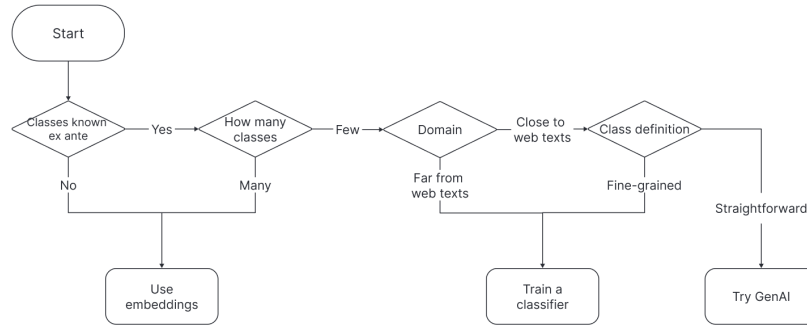 Start
Classes known
ex ante
Yes
How many
classes
Few
Domain
Close to
web texts
Class definition
No
Many
Far from
web texts
Fine-grained
Straightforward
Use
embeddings
Train a
classifier
Try GenAI